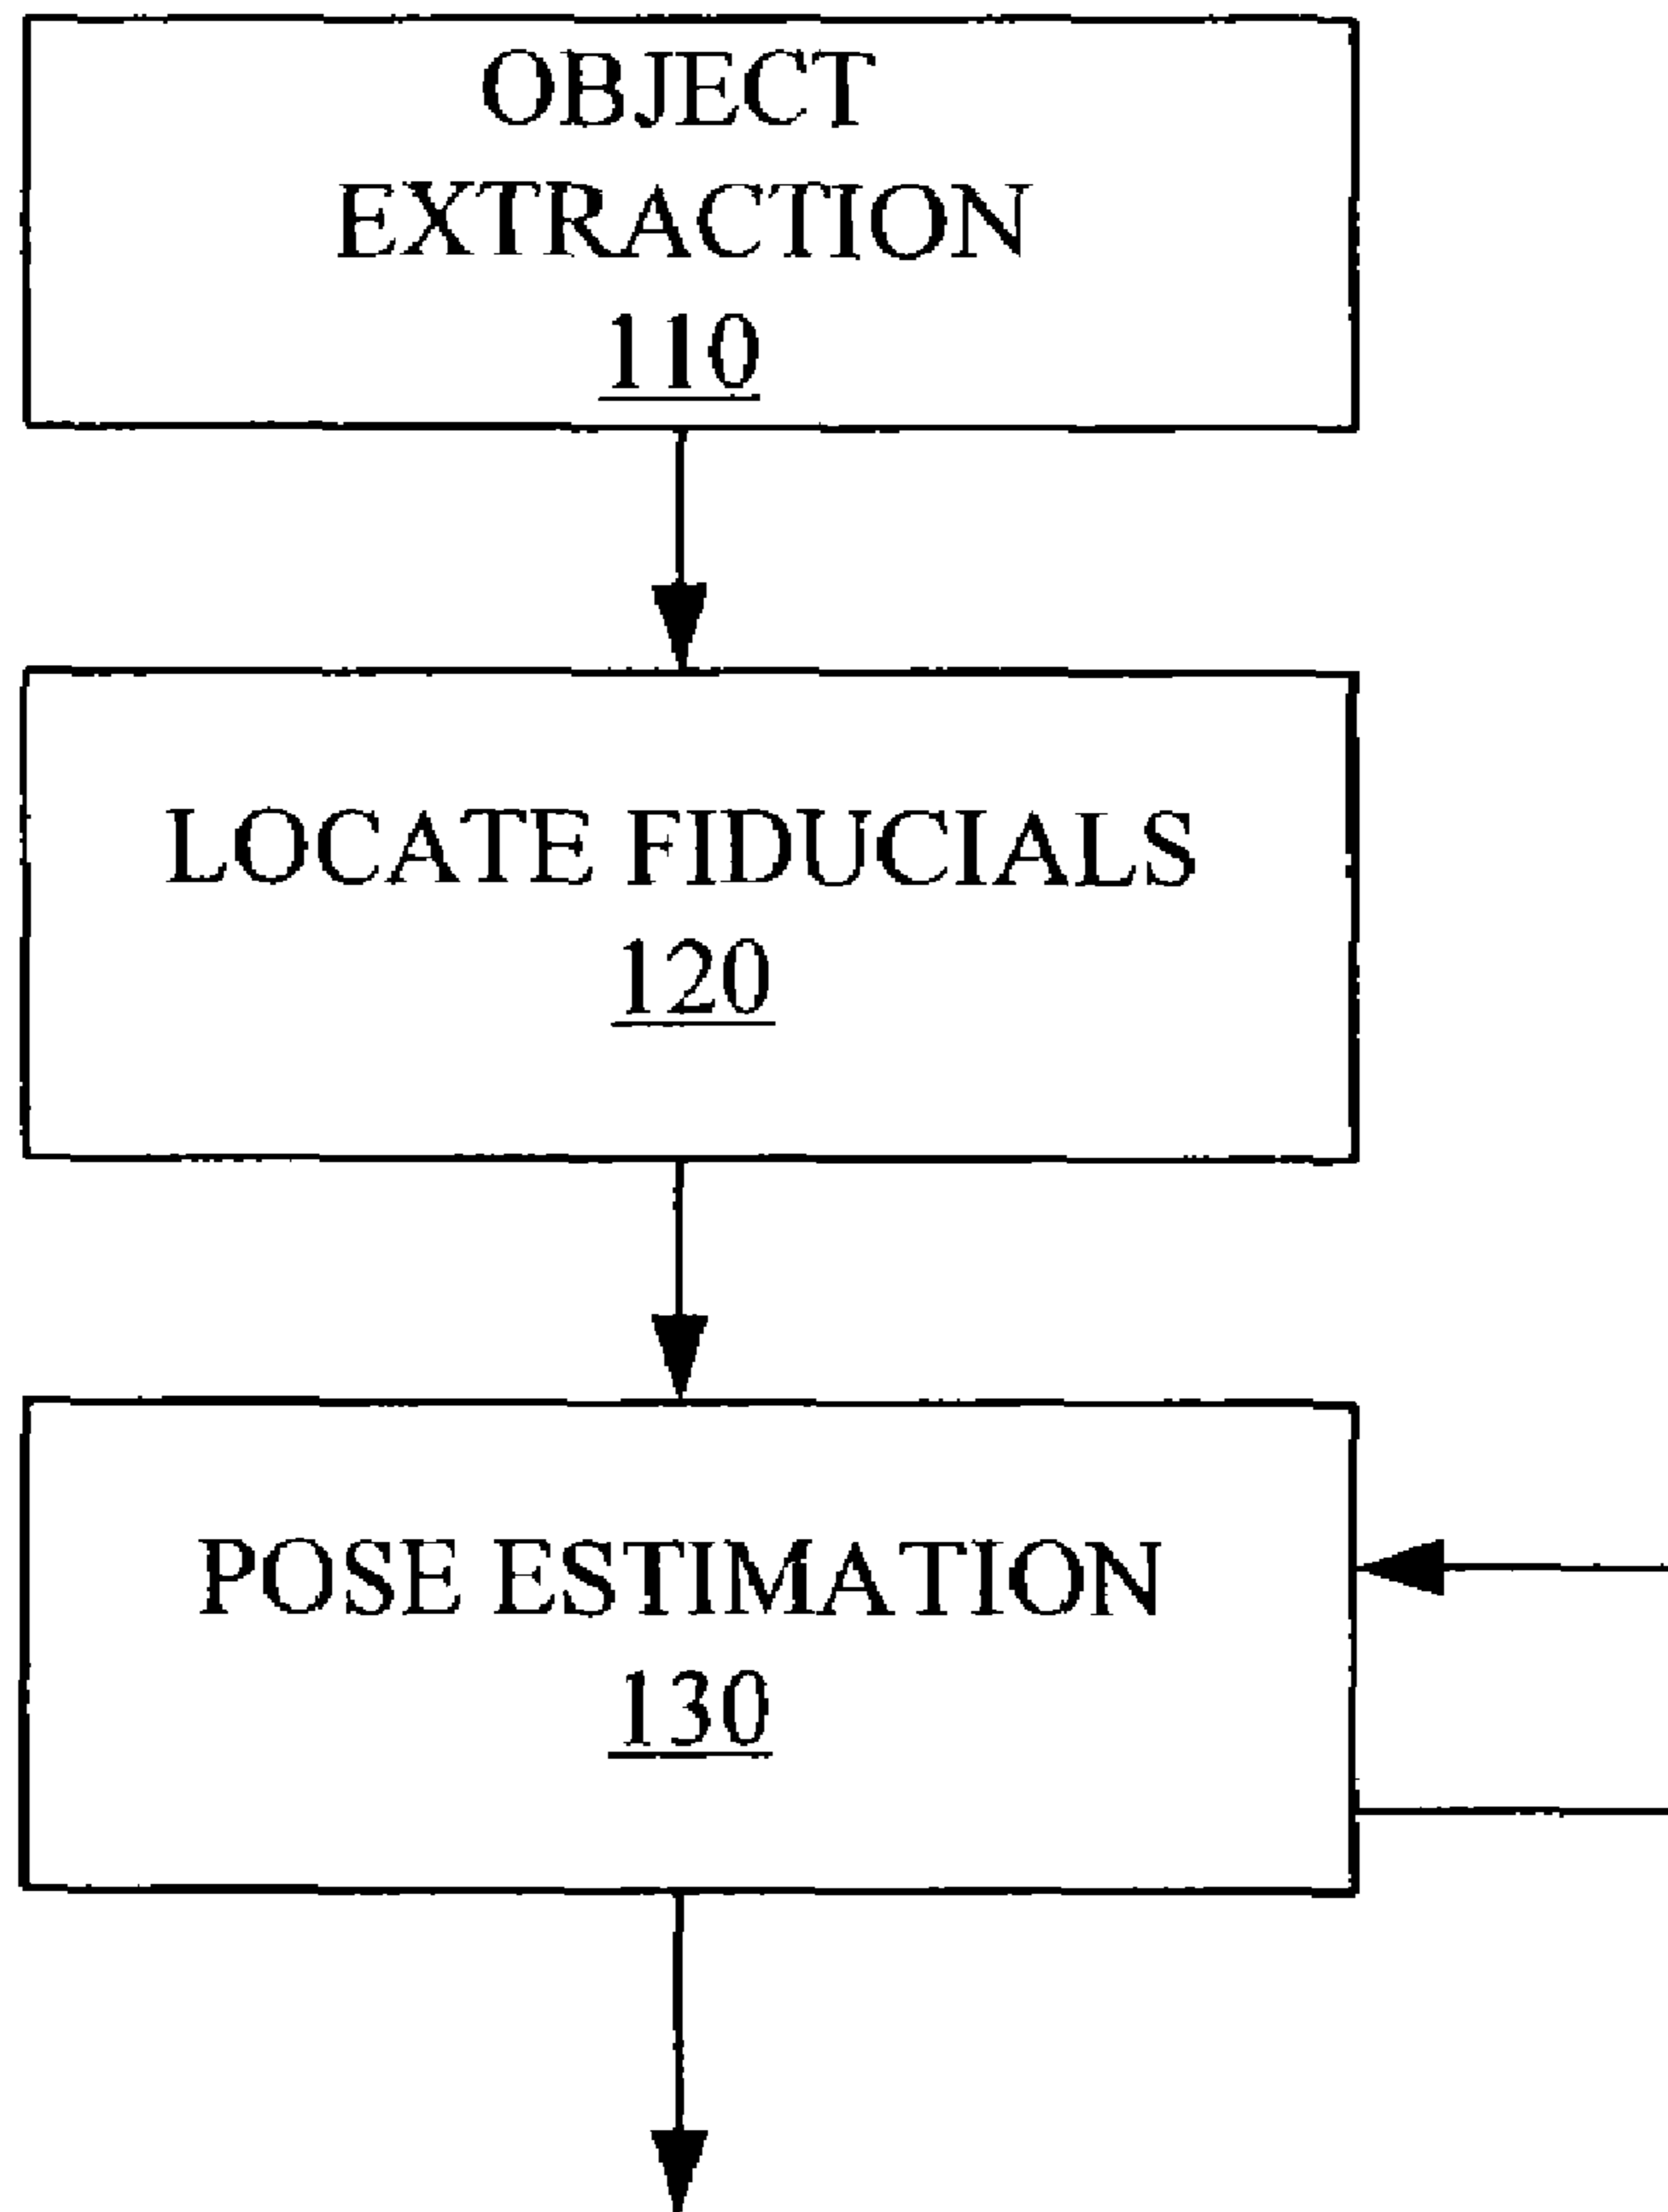 OBJECT
EXTRACTION
110
LOCATE FIDUCIALS
120
POSE ESTIMATION
130